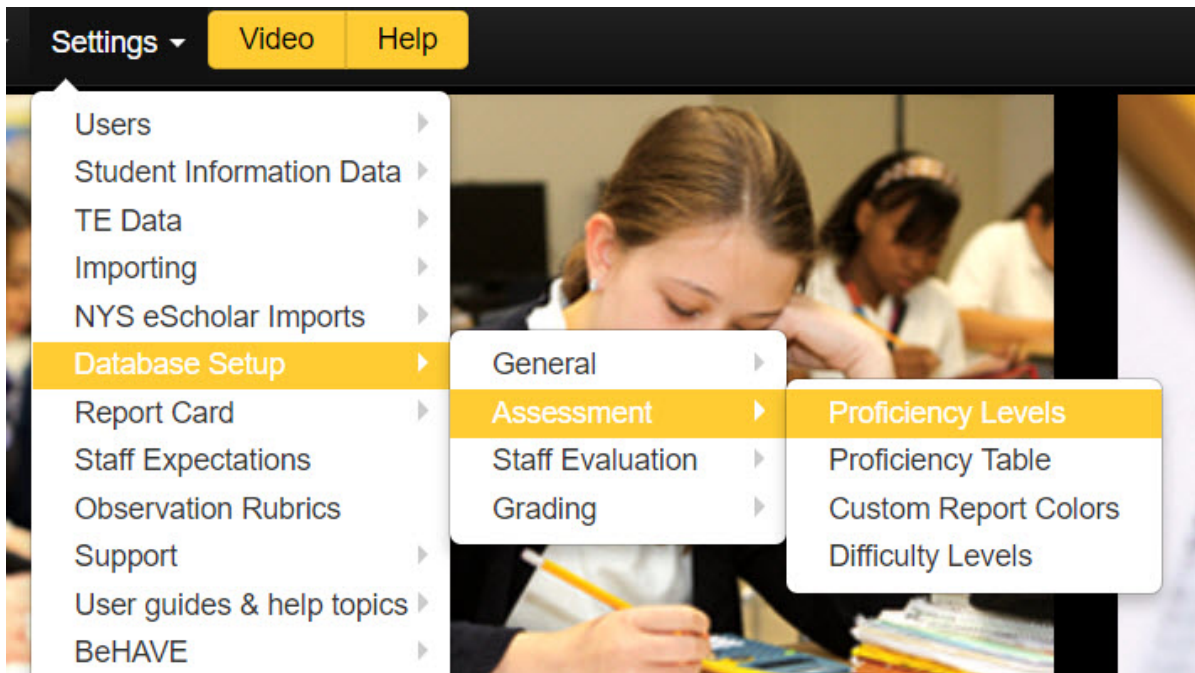 Settings Video Help
Users
Student Information Data
TE Data
Importing
NYS eScholar Imports
Database Setup
Report Card
Staff Expectations
Observation Rubrics
Support
User guides & help topics
BeHAVE
General
Assessment
Staff Evaluation
Grading
Proficiency Levels
Proficiency Table
Custom Report Colors
Difficulty Levels